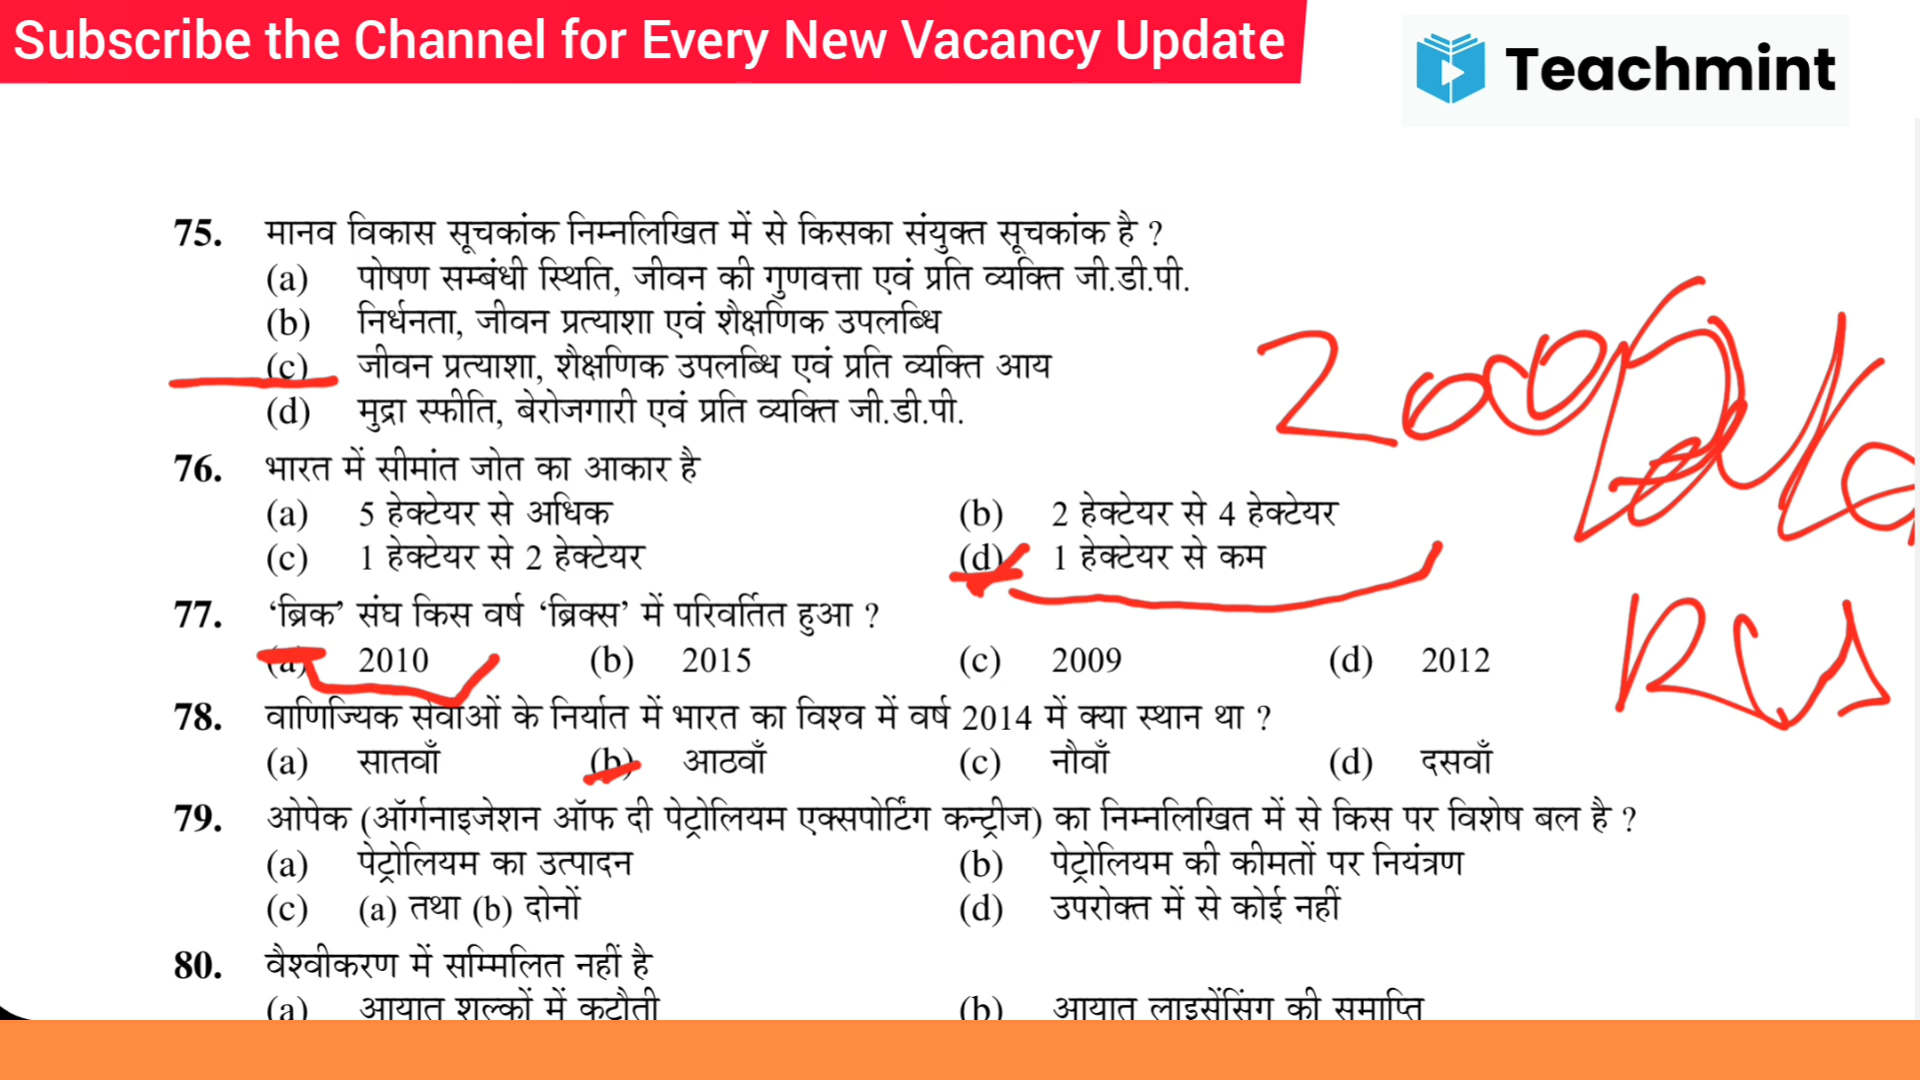 Subscribe the Channel for Every New Vacancy Update
Teachmint
75. मानव विकास सूचकांक निम्नलिखित में से किसका संयुक्त सूचकांक है ?
(a) पोषण सम्बंधी स्थिति, जीवन की गुणवत्ता एवं प्रति व्यक्ति जी.डी.पी.
(b) निर्धनता, जीवन प्रत्याशा एवं शैक्षणिक उपलब्धि
(c) जीवन प्रत्याशा, शैक्षणिक उपलब्धि एवं प्रति व्यक्ति आय
(d) मुद्रा स्फीति, बेरोजगारी एवं प्रति व्यक्ति जी.डी.पी.
76. भारत में सीमांत जोत का आकार है
(a) 5 हेक्टेयर से अधिक (b) 2 हेक्टेयर से 4 हेक्टेयर
(c) 1 हेक्टेयर से 2 हेक्टेयर (d) 1 हेक्टेयर से कम
77. ‘ब्रिक’ संघ किस वर्ष ‘ब्रिक्स’ में परिवर्तित हुआ ?
(a) 2010 (b) 2015 (c) 2009 (d) 2012
78. वाणिज्यिक सेवाओं के निर्यात में भारत का विश्व में वर्ष 2014 में क्या स्थान था ?
(a) सातवाँ (b) आठवाँ (c) नौवाँ (d) दसवाँ
79. ओपेक (ऑर्गनाइजेशन ऑफ दी पेट्रोलियम एक्सपोर्टिंग कन्ट्रीज) का निम्नलिखित में से किस पर विशेष बल है ?
(a) पेट्रोलियम का उत्पादन (b) पेट्रोलियम की कीमतों पर नियंत्रण
(c) (a) तथा (b) दोनों (d) उपरोक्त में से कोई नहीं
80. वैश्वीकरण में सम्मिलित नहीं है
(a) आयात शुल्कों में कटौती (b) आयात लाइसेंसिंग की समाप्ति